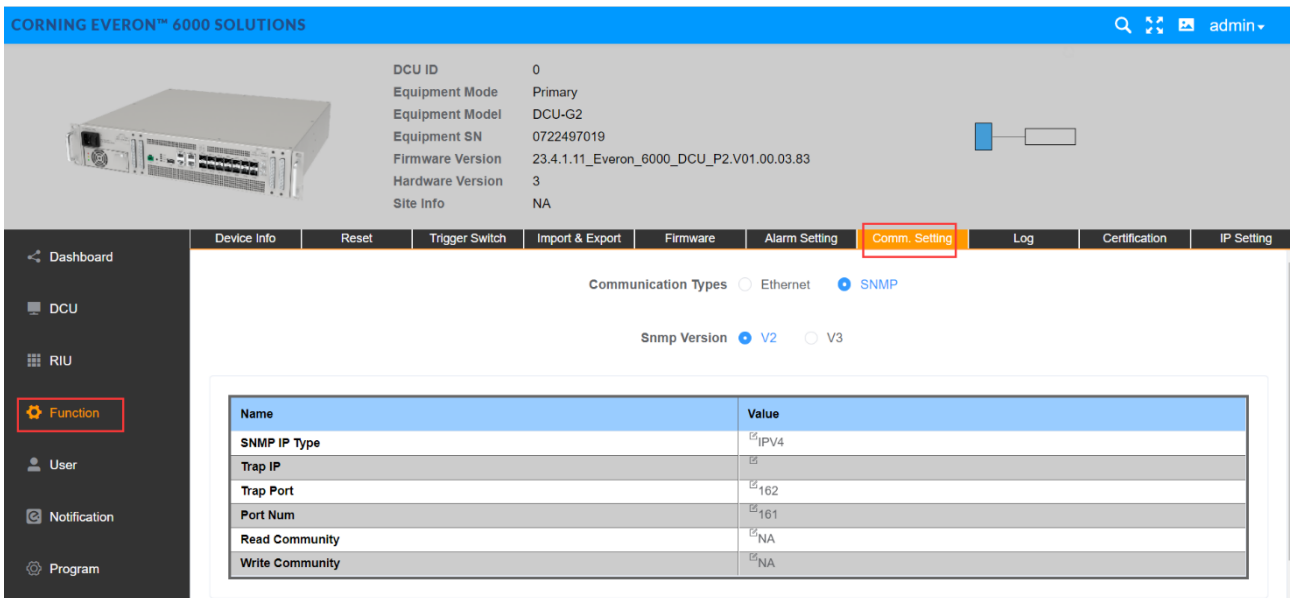 CORNING EVERON™ 6000 SOLUTIONS
admin
DCU ID 0
Equipment Mode Primary
Equipment Model DCU-G2
Equipment SN 0722497019
Firmware Version 23.4.1.11_Everon_6000_DCU_P2.V01.00.03.83
Hardware Version 3
Site Info NA
Device Info Reset Trigger Switch Import & Export Firmware Alarm Setting Comm. Setting Log Certification IP Setting
Dashboard
DCU
RIU
Function
User
Notification
Program
Communication Types Ethernet SNMP
Snmp Version V2 V3
Name Value
SNMP IP Type IPV4
Trap IP
Trap Port 162
Port Num 161
Read Community NA
Write Community NA